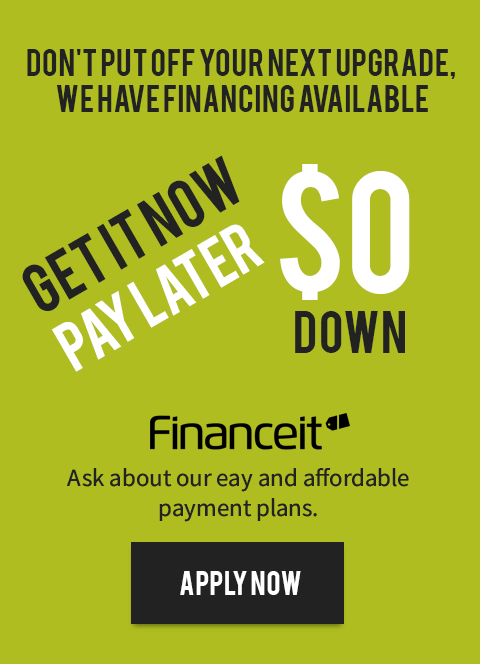 DON'T PUT OFF YOUR NEXT UPGRADE,
WE HAVE FINANCING AVAILABLE
GET IT NOW
PAY LATER
$0
DOWN
Financeit
Ask about our eay and affordable
payment plans.
APPLY NOW